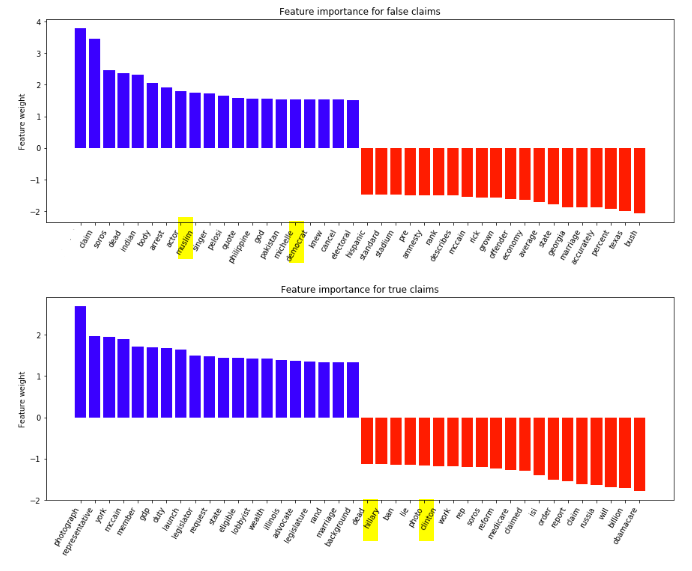 Feature importance for false claims
4
3
2
1
0
−1
−2
Feature weight
claim
soros
dead
indian
body
arrest
actor
muslim
singer
pelosi
quote
philippine
god
pakistan
michelle
democrat
knew
cancel
electoral
hispanic
standard
stadium
pre
amnesty
rank
describes
mccain
rick
grown
offender
economy
average
state
georgia
marriage
accurately
percent
texas
bush
Feature importance for true claims
2
1
0
−1
−2
Feature weight
photograph
representative
york
mccain
member
gdp
duty
launch
legislator
request
state
eligible
lobbyist
wealth
illinois
advocate
legislature
rand
marriage
background
dead
hillary
ban
lie
photo
clinton
work
rep
soros
reform
medicare
claimed
isi
order
report
claim
russia
will
billion
obamacare